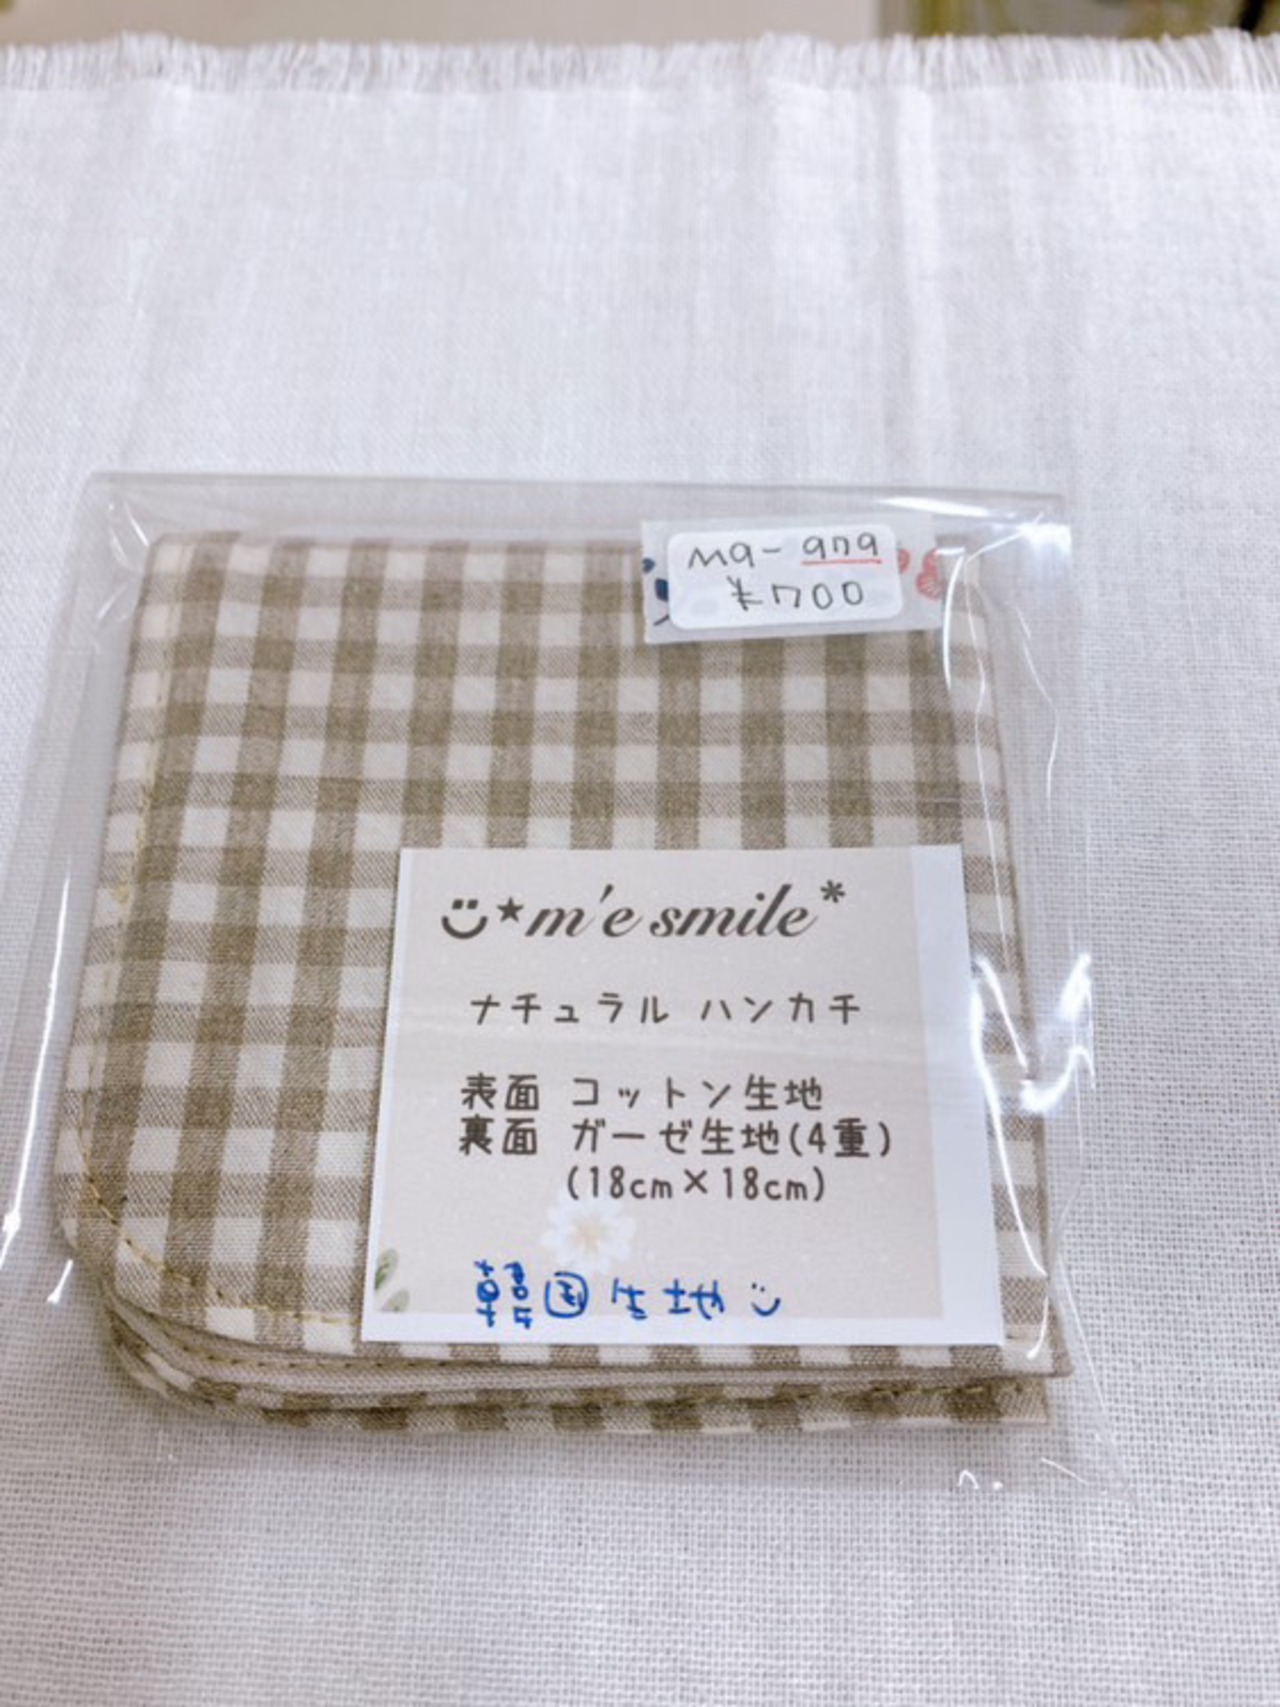 M9-979
¥700
m'e smile*
ナチュラル ハンカチ
表面 コットン生地
裏面 ガーゼ生地(4重)
(18cm×18cm)
韓国生地